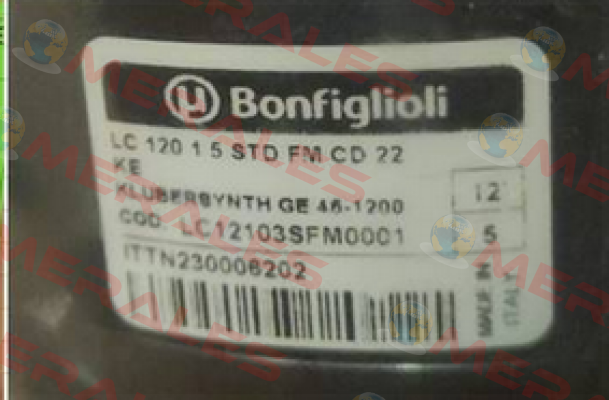 Bonfiglioli
LC 120 1 5 STD FM CD 22
KE
KLUBERSYNTH GE 46-1200
COD. LC12103SFM0001
ITTN230006202
12
5
MADE IN
ITALY
MERALES